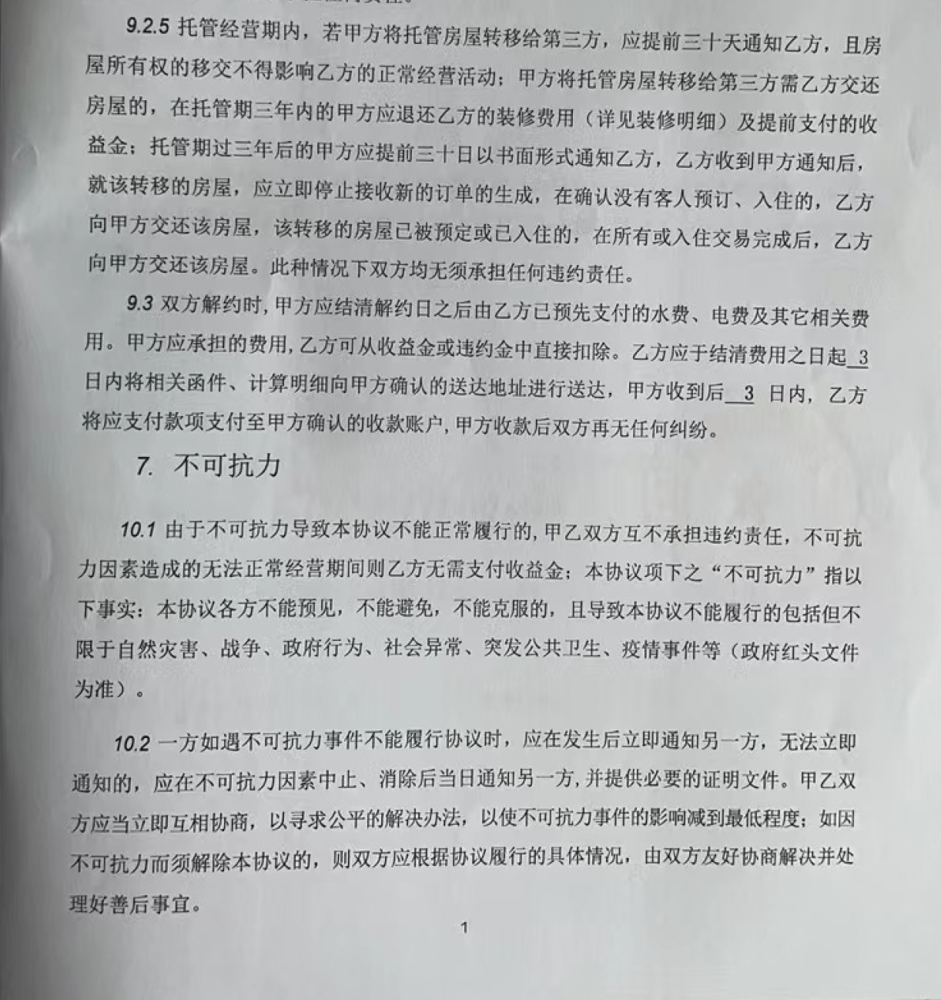 9.2.5 托管经营期内，若甲方将托管房屋转移给第三方，应提前三十天通知乙方，且房
屋所有权的移交不得影响乙方的正常经营活动；甲方将托管房屋转移给第三方需乙方交还
房屋的，在托管期三年内的甲方应退还乙方的装修费用（详见装修明细）及提前支付的收
益金；托管期过三年后的甲方应提前三十日以书面形式通知乙方，乙方收到甲方通知后，
就该转移的房屋，应立即停止接收新的订单的生成，在确认没有客人预订、入住的，乙方
向甲方交还该房屋，该转移的房屋已被预定或已入住的，在所有或入住交易完成后，乙方
向甲方交还该房屋。此种情况下双方均无须承担任何违约责任。
9.3 双方解约时,甲方应结清解约日之后由乙方已预先支付的水费、电费及其它相关费
用。甲方应承担的费用,乙方可从收益金或违约金中直接扣除。乙方应于结清费用之日起 3
日内将相关函件、计算明细向甲方确认的送达地址进行送达，甲方收到后 3 日内，乙方
将应支付款项支付至甲方确认的收款账户,甲方收款后双方再无任何纠纷。
7. 不可抗力
10.1 由于不可抗力导致本协议不能正常履行的,甲乙双方互不承担违约责任，不可抗
力因素造成的无法正常经营期间则乙方无需支付收益金；本协议项下之“不可抗力”指以
下事实：本协议各方不能预见，不能避免，不能克服的，且导致本协议不能履行的包括但不
限于自然灾害、战争、政府行为、社会异常、突发公共卫生、疫情事件等（政府红头文件
为准）。
10.2 一方如遇不可抗力事件不能履行协议时，应在发生后立即通知另一方，无法立即
通知的，应在不可抗力因素中止、消除后当日通知另一方,并提供必要的证明文件。甲乙双
方应当立即互相协商，以寻求公平的解决办法，以使不可抗力事件的影响减到最低程度；如因
不可抗力而须解除本协议的，则双方应根据协议履行的具体情况，由双方友好协商解决并处
理好善后事宜。
1